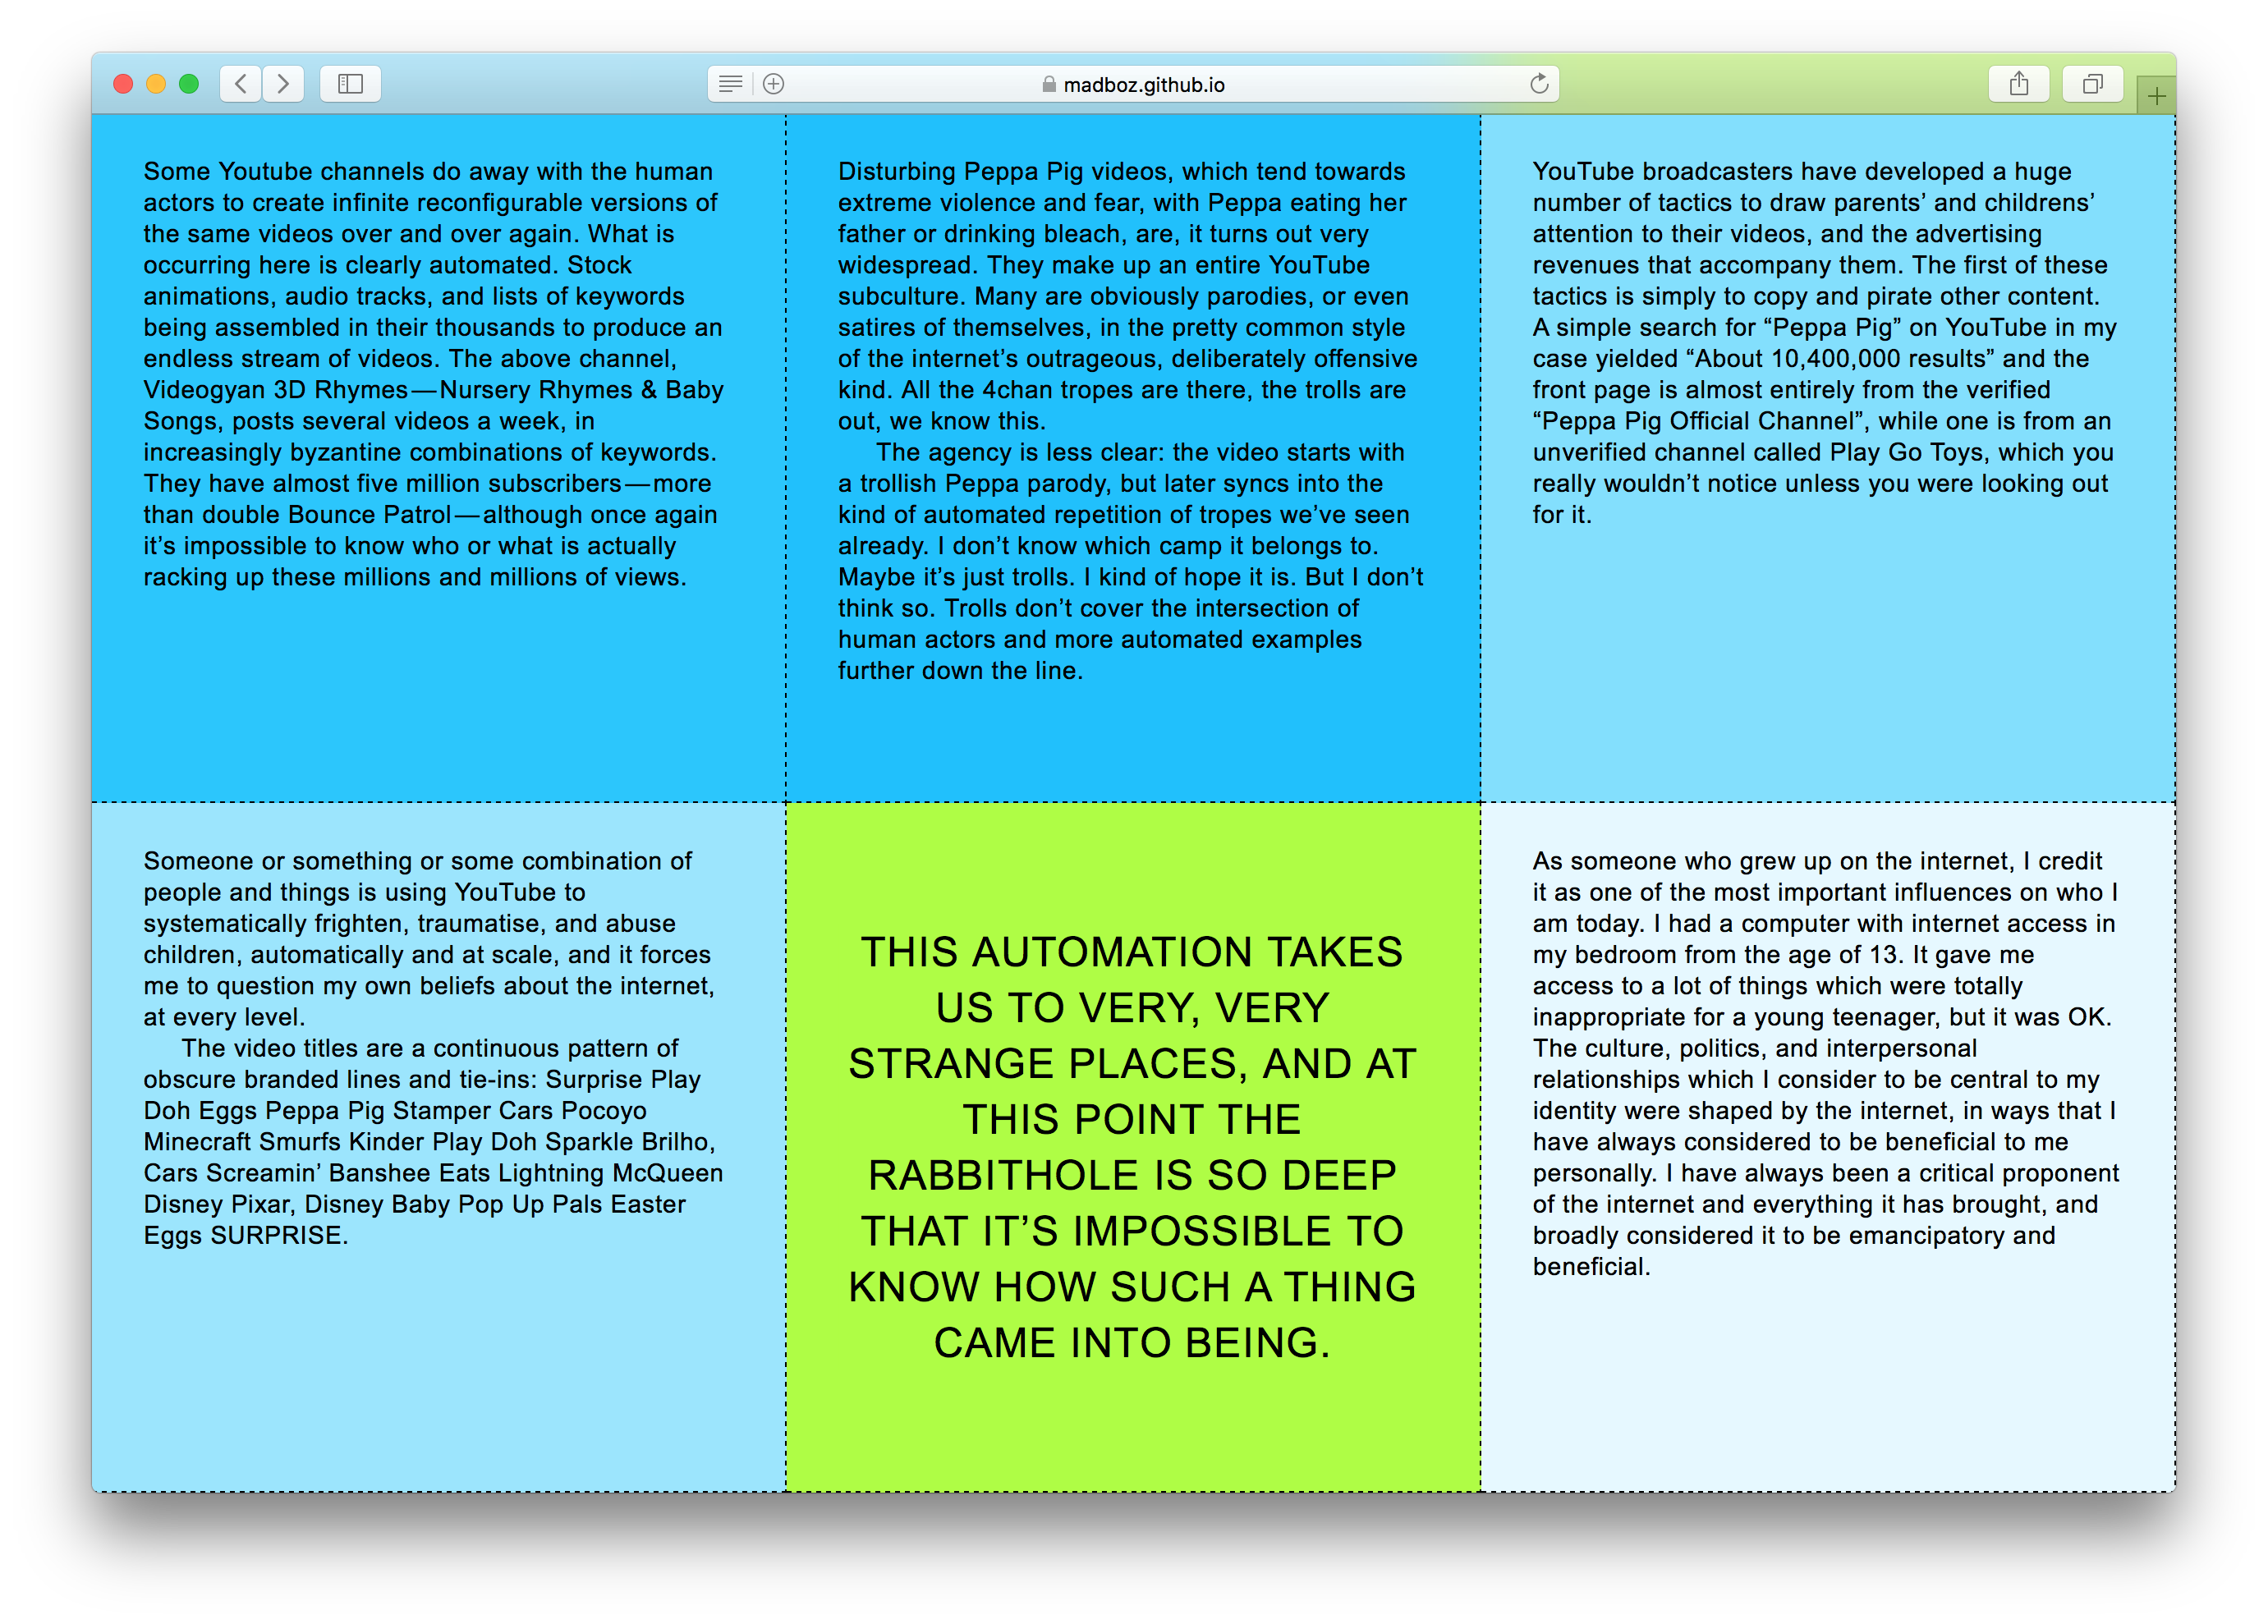 madboz.github.io
Some Youtube channels do away with the human
actors to create infinite reconfigurable versions of
the same videos over and over again. What is
occurring here is clearly automated. Stock
animations, audio tracks, and lists of keywords
being assembled in their thousands to produce an
endless stream of videos. The above channel,
Videogyan 3D Rhymes — Nursery Rhymes & Baby
Songs, posts several videos a week, in
increasingly byzantine combinations of keywords.
They have almost five million subscribers — more
than double Bounce Patrol — although once again
it’s impossible to know who or what is actually
racking up these millions and millions of views.
Disturbing Peppa Pig videos, which tend towards
extreme violence and fear, with Peppa eating her
father or drinking bleach, are, it turns out very
widespread. They make up an entire YouTube
subculture. Many are obviously parodies, or even
satires of themselves, in the pretty common style
of the internet’s outrageous, deliberately offensive
kind. All the 4chan tropes are there, the trolls are
out, we know this.
The agency is less clear: the video starts with
a trollish Peppa parody, but later syncs into the
kind of automated repetition of tropes we’ve seen
already. I don’t know which camp it belongs to.
Maybe it’s just trolls. I kind of hope it is. But I don’t
think so. Trolls don’t cover the intersection of
human actors and more automated examples
further down the line.
YouTube broadcasters have developed a huge
number of tactics to draw parents’ and childrens’
attention to their videos, and the advertising
revenues that accompany them. The first of these
tactics is simply to copy and pirate other content.
A simple search for “Peppa Pig” on YouTube in my
case yielded “About 10,400,000 results” and the
front page is almost entirely from the verified
“Peppa Pig Official Channel”, while one is from an
unverified channel called Play Go Toys, which you
really wouldn’t notice unless you were looking out
for it.
Someone or something or some combination of
people and things is using YouTube to
systematically frighten, traumatise, and abuse
children, automatically and at scale, and it forces
me to question my own beliefs about the internet,
at every level.
The video titles are a continuous pattern of
obscure branded lines and tie-ins: Surprise Play
Doh Eggs Peppa Pig Stamper Cars Pocoyo
Minecraft Smurfs Kinder Play Doh Sparkle Brilho,
Cars Screamin’ Banshee Eats Lightning McQueen
Disney Pixar, Disney Baby Pop Up Pals Easter
Eggs SURPRISE.
THIS AUTOMATION TAKES
US TO VERY, VERY
STRANGE PLACES, AND AT
THIS POINT THE
RABBITHOLE IS SO DEEP
THAT IT’S IMPOSSIBLE TO
KNOW HOW SUCH A THING
CAME INTO BEING.
As someone who grew up on the internet, I credit
it as one of the most important influences on who I
am today. I had a computer with internet access in
my bedroom from the age of 13. It gave me
access to a lot of things which were totally
inappropriate for a young teenager, but it was OK.
The culture, politics, and interpersonal
relationships which I consider to be central to my
identity were shaped by the internet, in ways that I
have always considered to be beneficial to me
personally. I have always been a critical proponent
of the internet and everything it has brought, and
broadly considered it to be emancipatory and
beneficial.